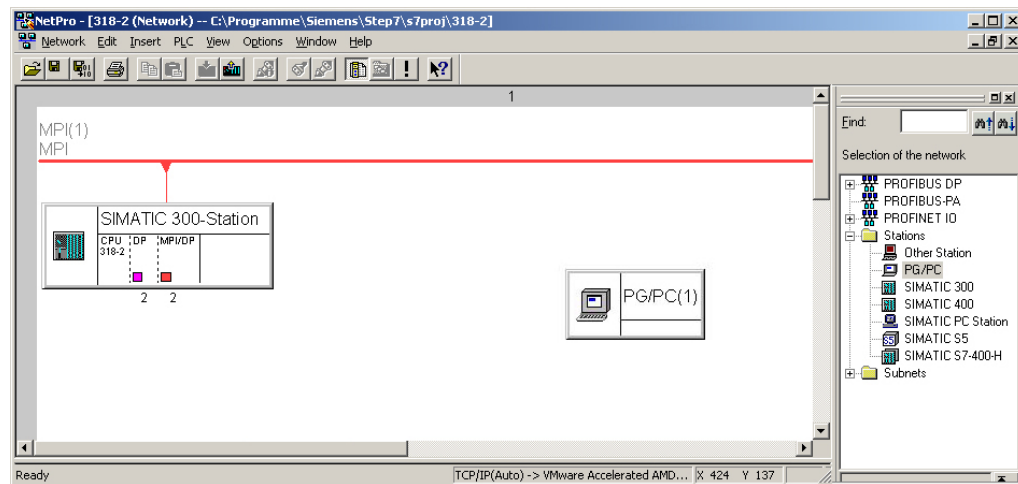 NetPro - [318-2 (Network) -- C:\Programme\Siemens\Step7\s7proj\318-2]
Network Edit Insert PLC View Options Window Help
1
MPI(1)
MPI
SIMATIC 300-Station
CPU 318-2 DP MPI/DP
2 2
PG/PC(1)
Find:
Selection of the network
PROFIBUS DP
PROFIBUS-PA
PROFINET IO
Stations
Other Station
PG/PC
SIMATIC 300
SIMATIC 400
SIMATIC PC Station
SIMATIC S5
SIMATIC S7-400-H
Subnets
Ready
TCP/IP(Auto) -> VMware Accelerated AMD... X 424 Y 137